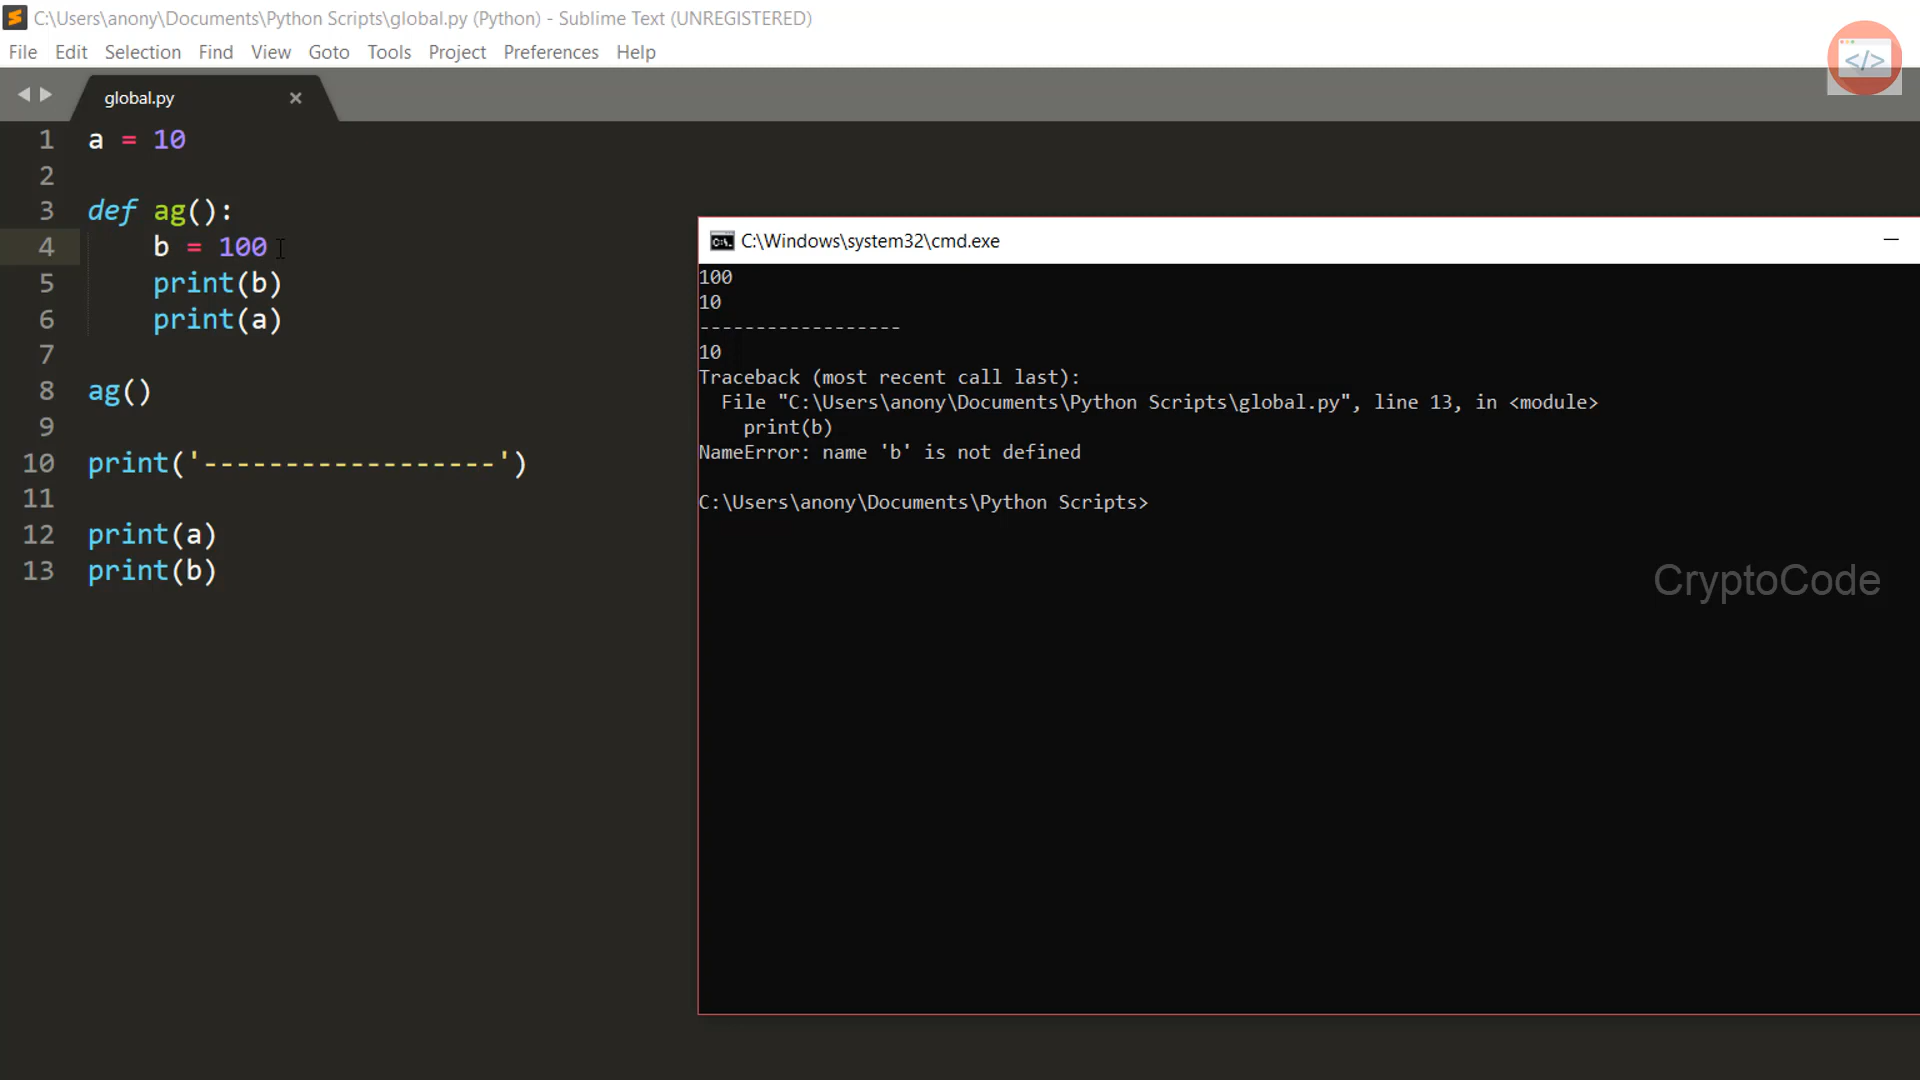 C:\Users\anony\Documents\Python Scripts\global.py (Python) - Sublime Text (UNREGISTERED)
File Edit Selection Find View Goto Tools Project Preferences Help
</>
global.py ×
1 a = 10
2
3 def ag():
4     b = 100
5     print(b)
6     print(a)
7
8 ag()
9
10 print('------------------')
11
12 print(a)
13 print(b)
C:\Windows\system32\cmd.exe
100
10
------------------
10
Traceback (most recent call last):
  File "C:\Users\anony\Documents\Python Scripts\global.py", line 13, in <module>
    print(b)
NameError: name 'b' is not defined
C:\Users\anony\Documents\Python Scripts>
CryptoCode